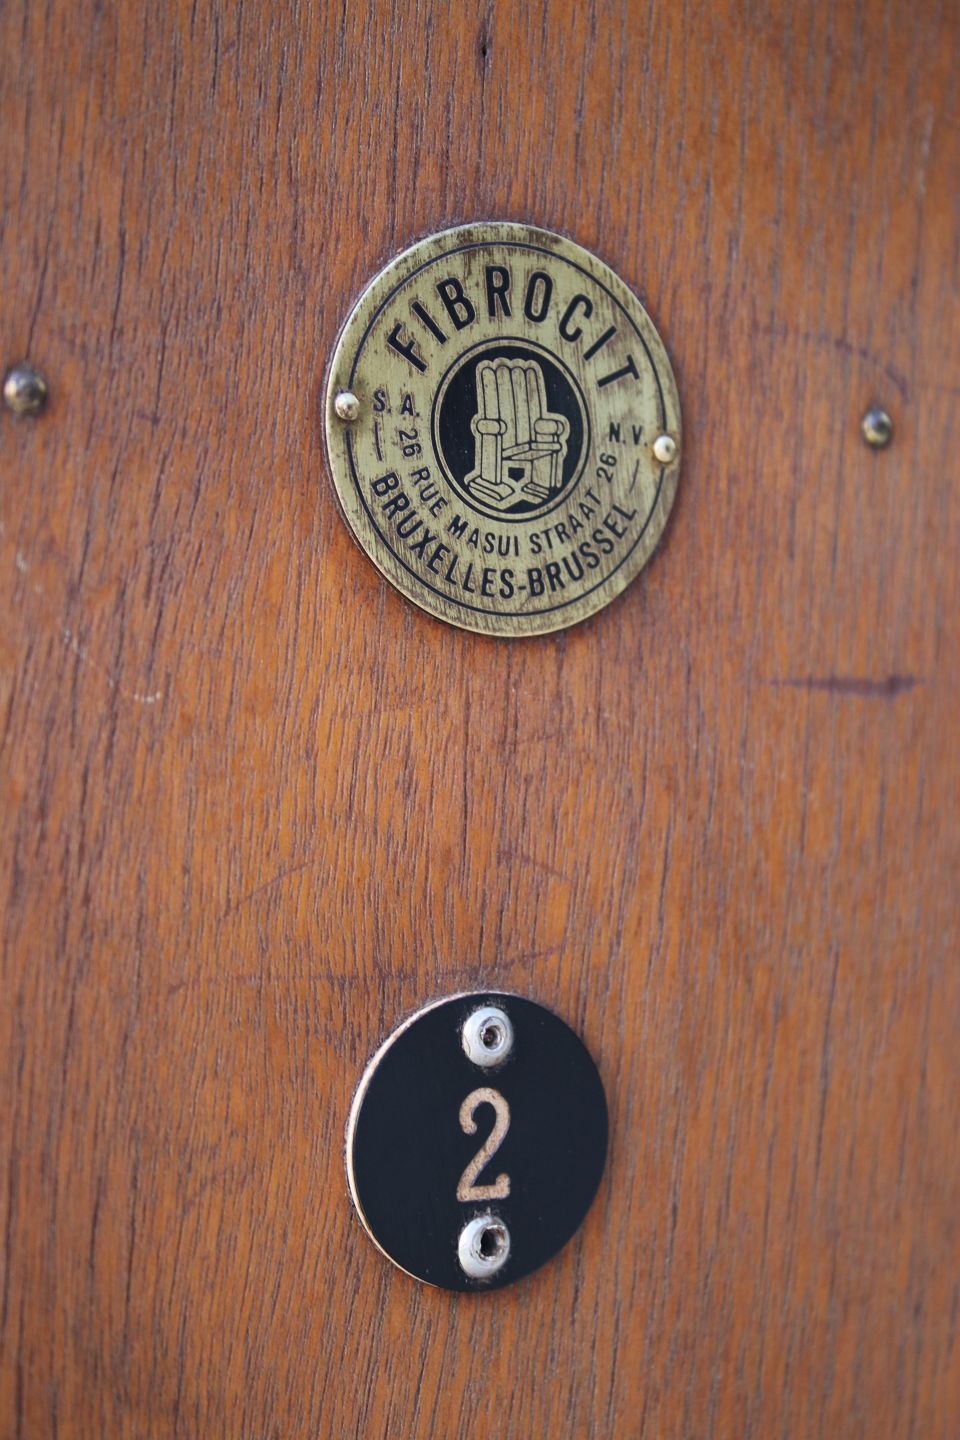 FIBROCIT
S. A. N.V.
26 RUE MASUI STRAAT 26
BRUXELLES-BRUSSEL
2